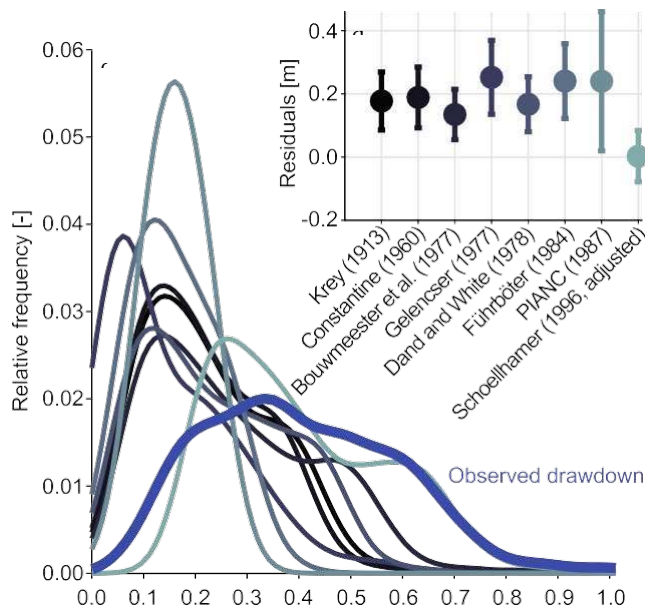 0.06
0.05
0.04
0.03
0.02
0.01
0.00
Relative frequency [-]
0.0 0.1 0.2 0.3 0.4 0.5 0.6 0.7 0.8 0.9 1.0
Observed drawdown
0.4
0.2
0.0
-0.2
Residuals [m]
Krey (1913)
Constantine (1960)
Bouwmeester et al. (1977)
Gelencser (1977)
Dand and White (1978)
Führböter (1984)
PIANC (1987)
Schoellhamer (1996, adjusted)